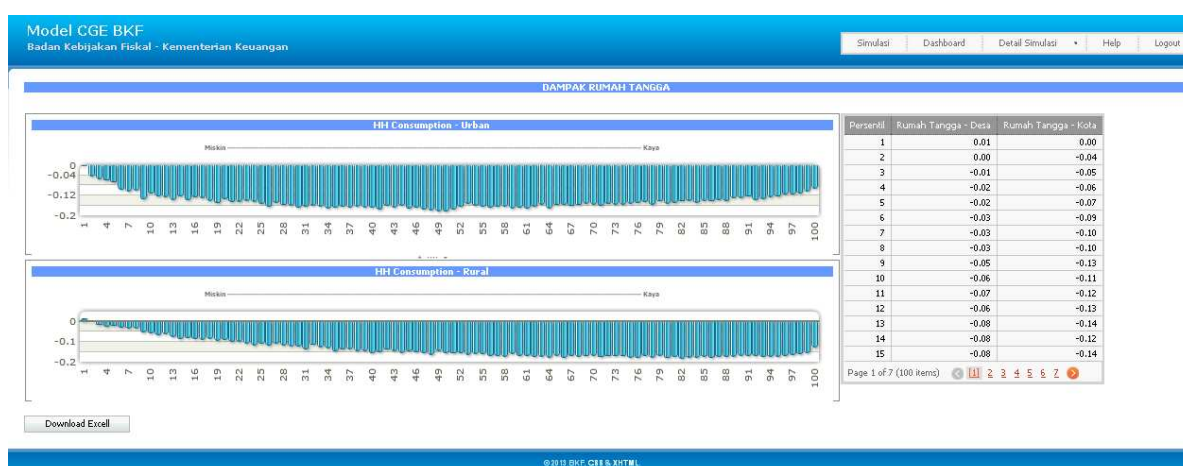 Model CGE BKF
Badan Kebijakan Fiskal - Kementerian Keuangan
Simulasi Dashboard Detail Simulasi Help Logout
DAMPAK RUMAH TANGGA
HH Consumption - Urban
Miskin Kaya
0
-0.04
-0.12
-0.2
1 4 7 10 13 16 19 22 25 28 31 34 37 40 43 46 49 52 55 58 61 64 67 70 73 76 79 82 85 88 91 94 97 100
HH Consumption - Rural
Miskin Kaya
0
-0.1
-0.2
1 4 7 10 13 16 19 22 25 28 31 34 37 40 43 46 49 52 55 58 61 64 67 70 73 76 79 82 85 88 91 94 97 100
Persentil Rumah Tangga - Desa Rumah Tangga - Kota
1 0.01 0.00
2 0.00 -0.04
3 -0.01 -0.05
4 -0.02 -0.06
5 -0.02 -0.07
6 -0.03 -0.09
7 -0.03 -0.10
8 -0.03 -0.10
9 -0.05 -0.13
10 -0.06 -0.11
11 -0.07 -0.12
12 -0.06 -0.13
13 -0.08 -0.14
14 -0.08 -0.12
15 -0.08 -0.14
Page 1 of 7 (100 items) [1] 2 3 4 5 6 7
Download Excell
©2013 BKF. CSS & XHTML